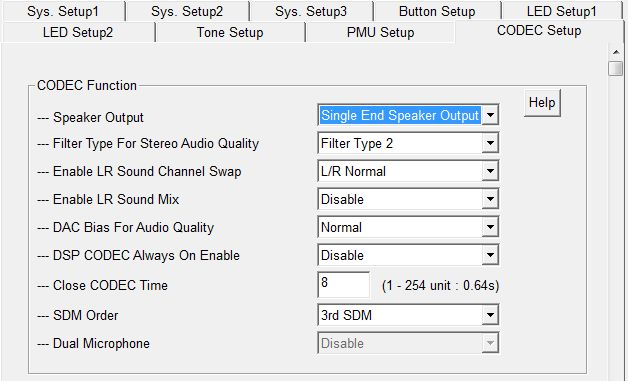 Sys. Setup1 Sys. Setup2 Sys. Setup3 Button Setup LED Setup1
LED Setup2 Tone Setup PMU Setup CODEC Setup
CODEC Function
Help
--- Speaker Output Single End Speaker Output
--- Filter Type For Stereo Audio Quality Filter Type 2
--- Enable LR Sound Channel Swap L/R Normal
--- Enable LR Sound Mix Disable
--- DAC Bias For Audio Quality Normal
--- DSP CODEC Always On Enable Disable
--- Close CODEC Time 8 (1 - 254 unit : 0.64s)
--- SDM Order 3rd SDM
--- Dual Microphone Disable